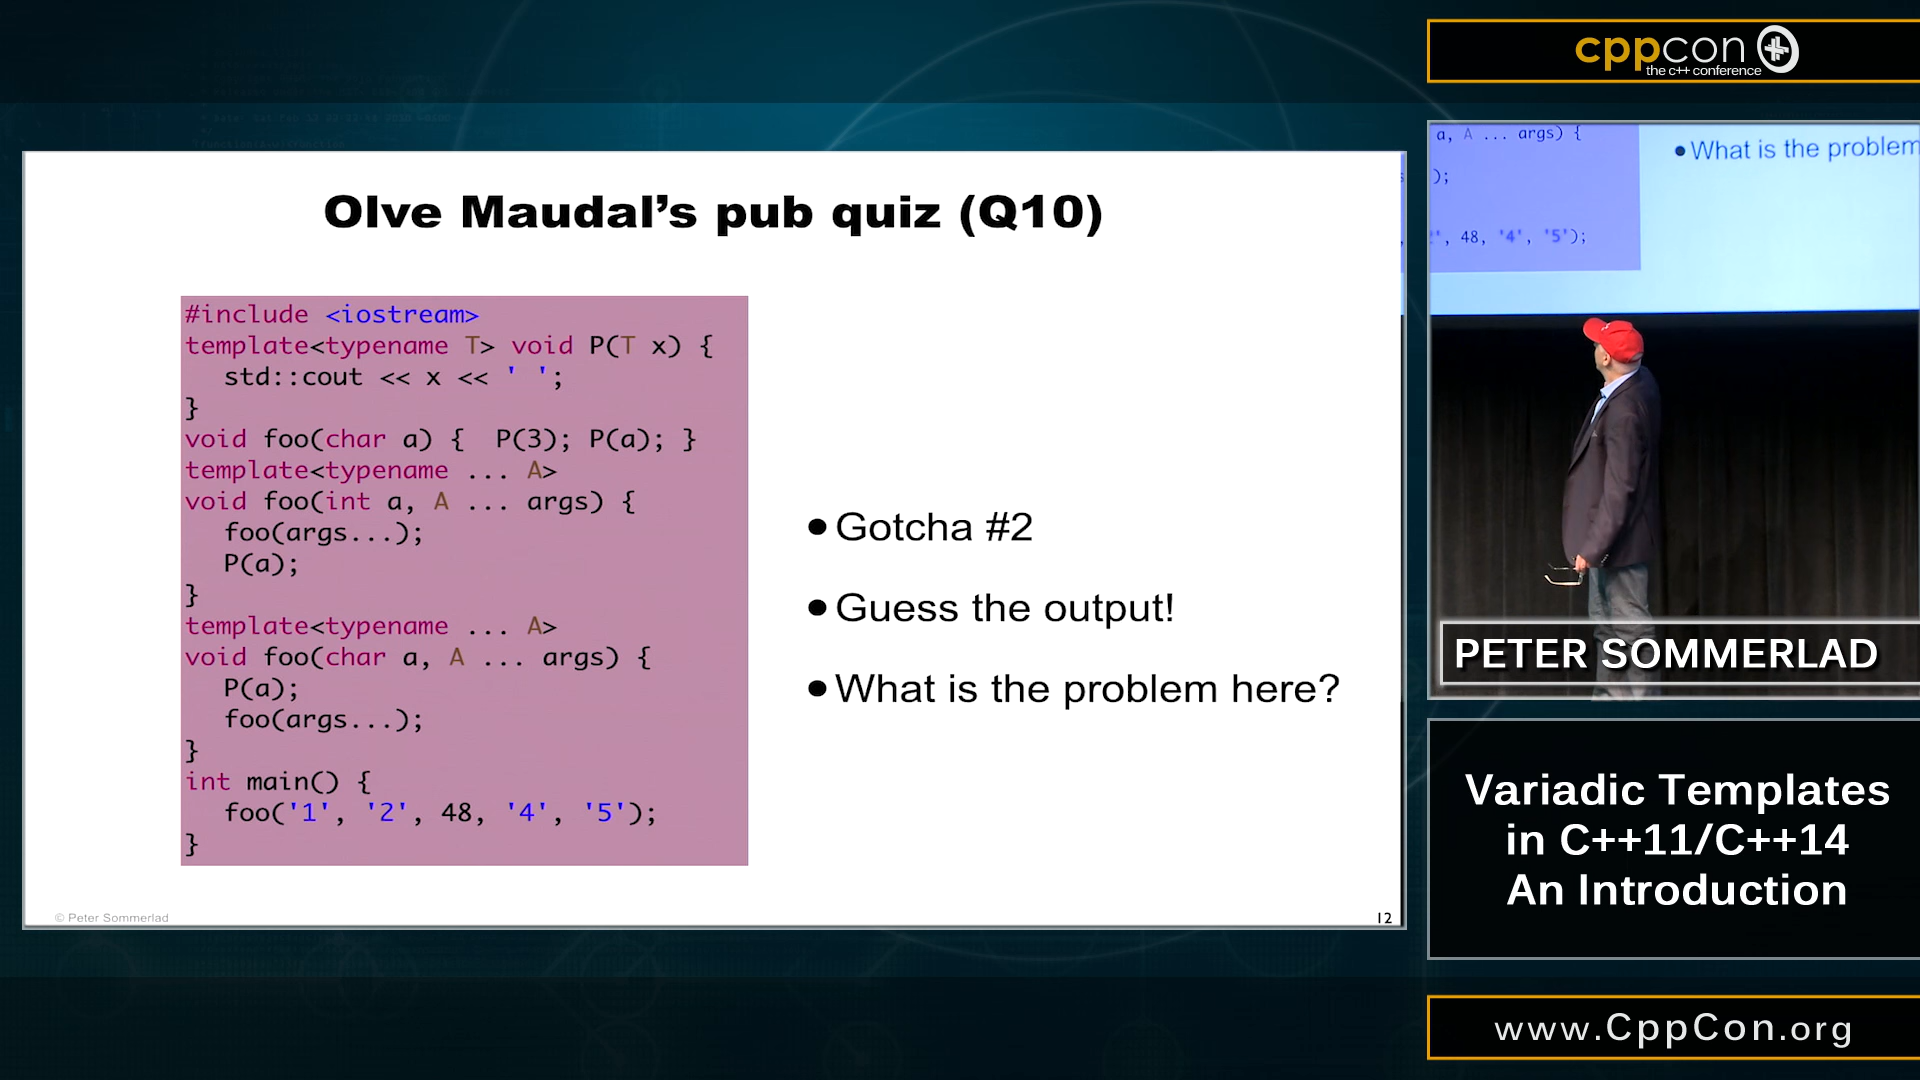 cppcon
the c++ conference
Olve Maudal's pub quiz (Q10)
#include <iostream>
template<typename T> void P(T x) {
std::cout << x << ' ';
}
void foo(char a) { P(3); P(a); }
template<typename ... A>
void foo(int a, A ... args) {
foo(args...);
P(a);
}
template<typename ... A>
void foo(char a, A ... args) {
P(a);
foo(args...);
}
int main() {
foo('1', '2', 48, '4', '5');
}
• Gotcha #2
• Guess the output!
• What is the problem here?
© Peter Sommerlad
12
a, A ... args) {
);
', 48, '4', '5');
• What is the problem
PETER SOMMERLAD
Variadic Templates
in C++11/C++14
An Introduction
www.CppCon.org